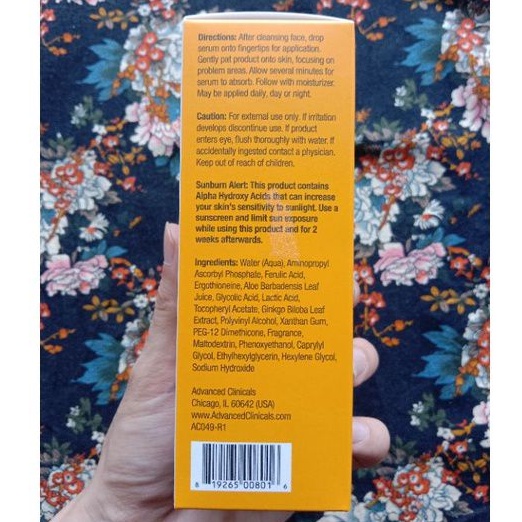 Directions: After cleansing face, drop
serum onto fingertips for application.
Gently pat product onto skin, focusing on
problem areas. Allow several minutes for
serum to absorb. Follow with moisturizer.
May be applied daily, day or night.
Caution: For external use only. If irritation
develops discontinue use. If product
enters eye, flush thoroughly with water. If
accidentally ingested contact a physician.
Keep out of reach of children.
Sunburn Alert: This product contains
Alpha Hydroxy Acids that can increase
your skin's sensitivity to sunlight. Use a
sunscreen and limit sun exposure
while using this product and for 2
weeks afterwards.
Ingredients: Water (Aqua), Aminopropyl
Ascorbyl Phosphate, Ferulic Acid,
Ergothioneine, Aloe Barbadensis Leaf
Juice, Glycolic Acid, Lactic Acid,
Tocopheryl Acetate, Ginkgo Biloba Leaf
Extract, Polyvinyl Alcohol, Xanthan Gum,
PEG-12 Dimethicone, Fragrance,
Maltodextrin, Phenoxyethanol, Caprylyl
Glycol, Ethylhexylglycerin, Hexylene Glycol,
Sodium Hydroxide
Advanced Clinicals
Chicago, IL 60642 (USA)
www.AdvancedClinicals.com
AC049-R1
8 19265 00801 6